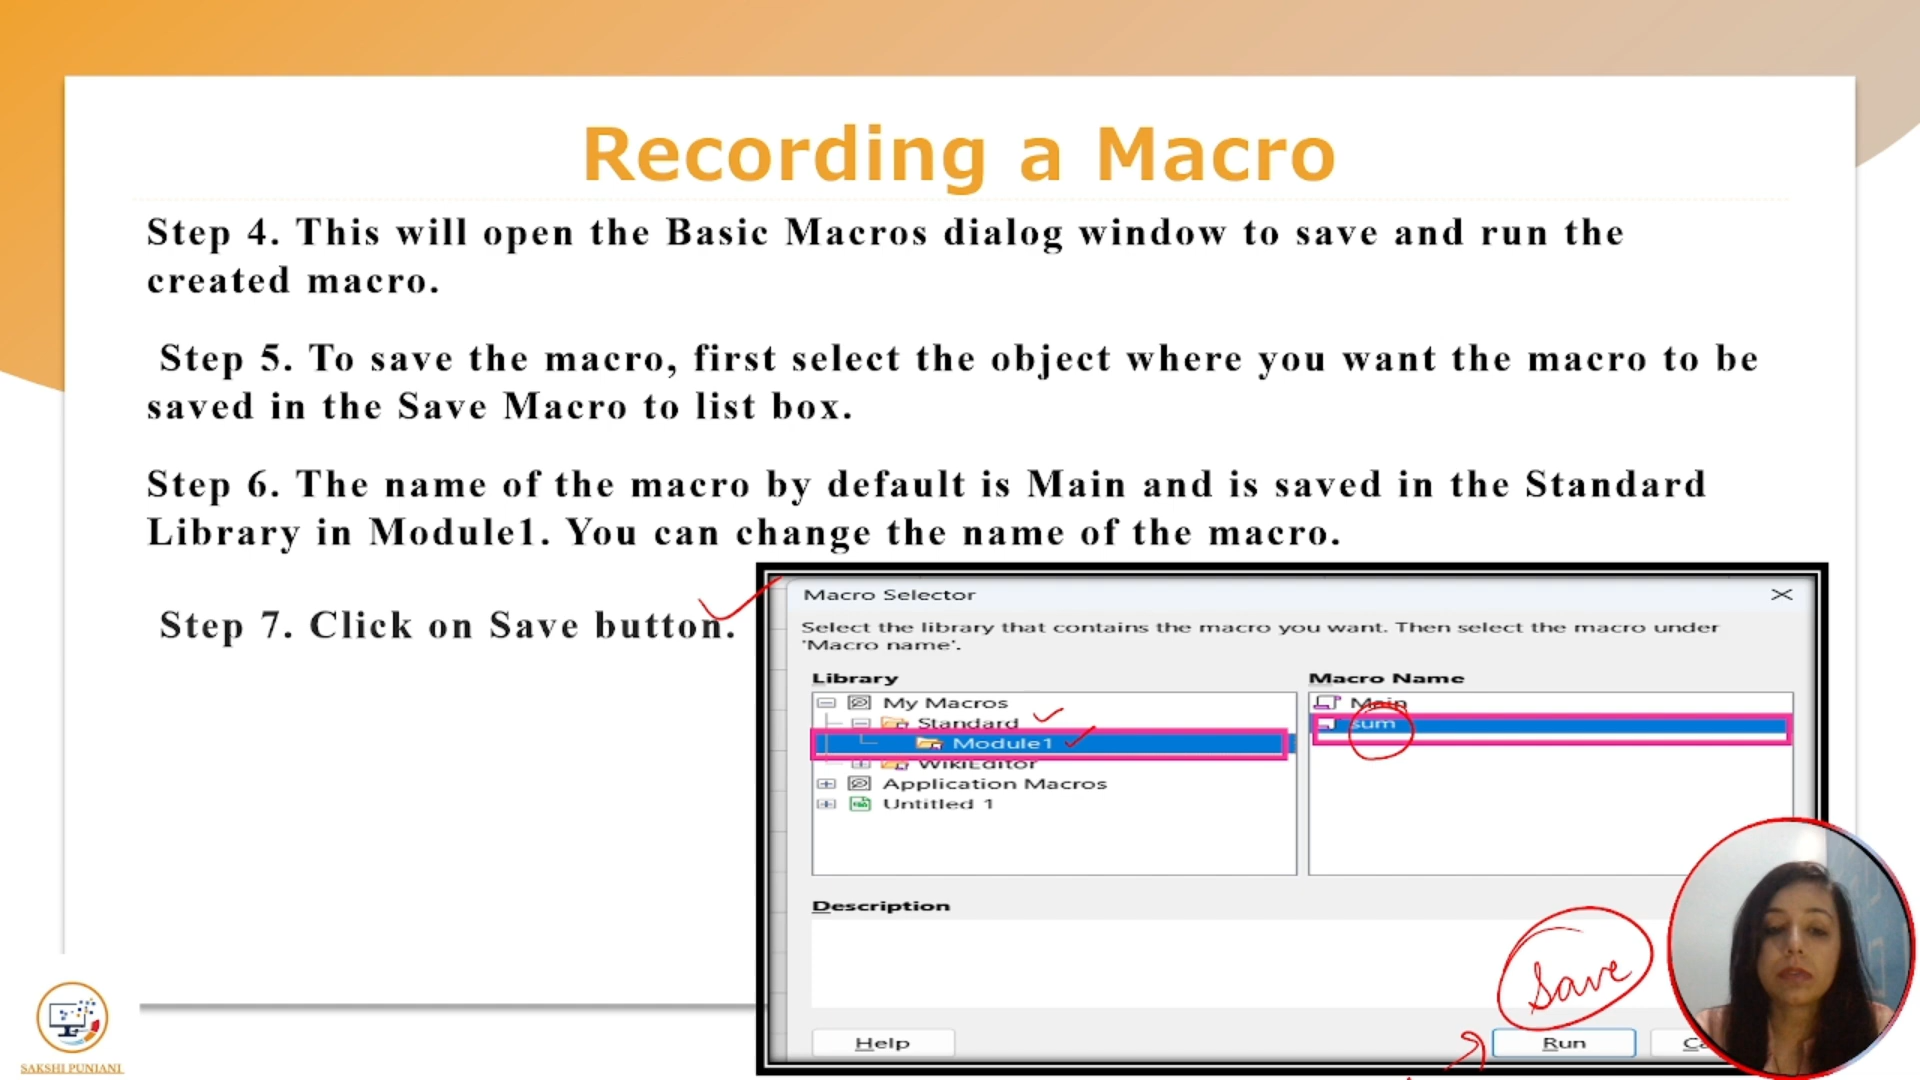 Recording a Macro
Step 4. This will open the Basic Macros dialog window to save and run the
created macro.
Step 5. To save the macro, first select the object where you want the macro to be
saved in the Save Macro to list box.
Step 6. The name of the macro by default is Main and is saved in the Standard
Library in Module1. You can change the name of the macro.
Step 7. Click on Save button.
Macro Selector
Select the library that contains the macro you want. Then select the macro under
'Macro name'.
Library
My Macros
Standard
Module1
WikiEditor
Application Macros
Untitled 1
Macro Name
Main
sum
Description
Save
Help
Run
SAKSHI PUNIANI